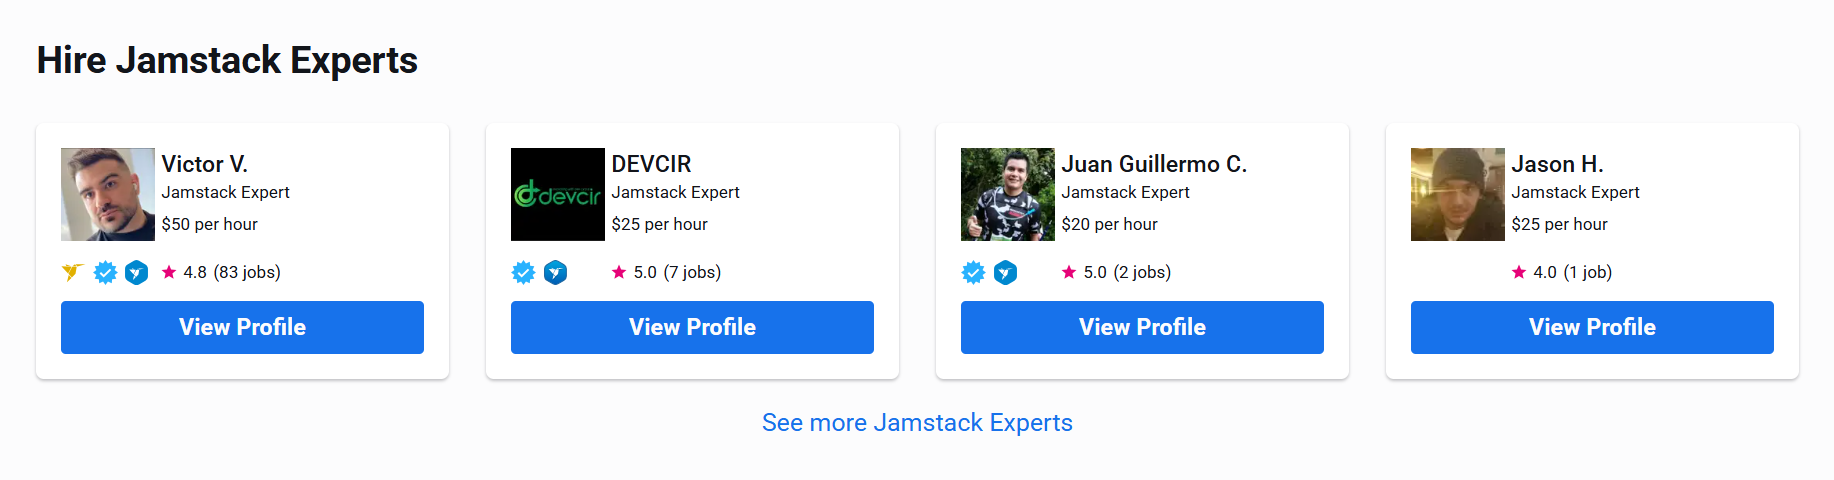 Hire Jamstack Experts
Victor V.
Jamstack Expert
$50 per hour
4.8 (83 jobs)
View Profile
devcir
DEVCIR
Jamstack Expert
$25 per hour
5.0 (7 jobs)
View Profile
Juan Guillermo C.
Jamstack Expert
$20 per hour
5.0 (2 jobs)
View Profile
Jason H.
Jamstack Expert
$25 per hour
4.0 (1 job)
View Profile
See more Jamstack Experts